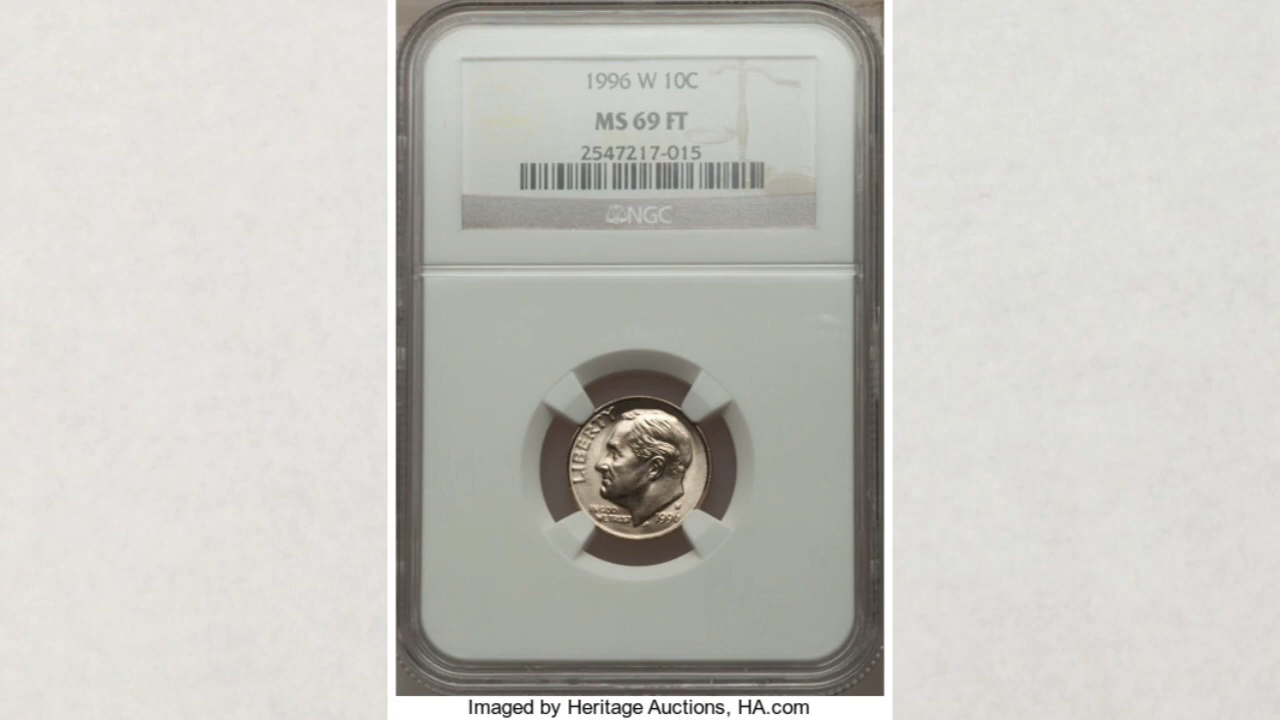 1996 W 10C
MS 69 FT
2547217-015
NGC
LIBERTY
IN GOD
WE TRUST
1996
Imaged by Heritage Auctions, HA.com